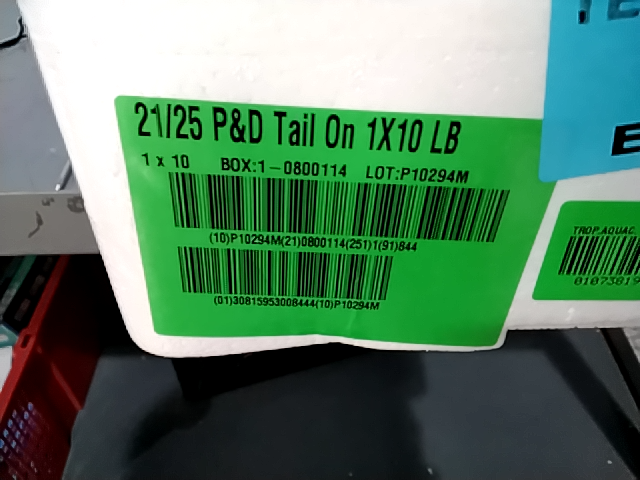 21/25 P&D Tail On 1X10 LB
1 x 10 BOX:1-0800114 LOT:P10294M
(10)P10294M(21)0800114(251)1(91)844
(01)30815953008444(10)P10294M
TROP.AQUAC.
01073819